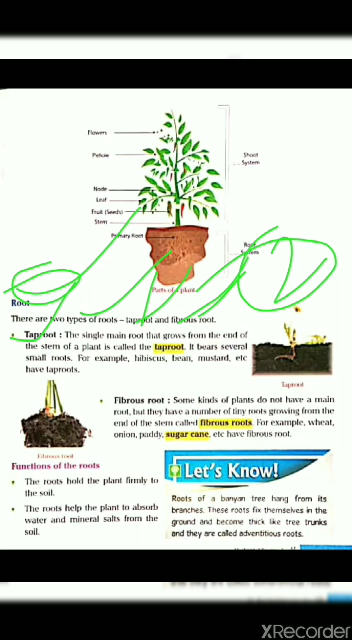 Flowers
Petiole
Node
Leaf
Fruit (Seeds)
Stem
Primary Root
Shoot
System
Root
System
Parts of a plant
Root
There are two types of roots – taproot and fibrous root.
• Taproot : The single main root that grows from the end
of the stem of a plant is called the taproot. It bears several
small roots. For example, hibiscus, bean, mustard, etc
have taproots.
Taproot
• Fibrous root : Some kinds of plants do not have a main
root, but they have a number of tiny roots growing from the
end of the stem called fibrous roots. For example, wheat,
onion, paddy, sugar cane, etc have fibrous root.
Fibrous root
Functions of the roots
• The roots hold the plant firmly to
the soil.
• The roots help the plant to absorb
water and mineral salts from the
soil.
Let's Know!
Roots of a banyan tree hang from its
branches. These roots fix themselves in the
ground and become thick like tree trunks
and they are called adventitious roots.
XRecorder